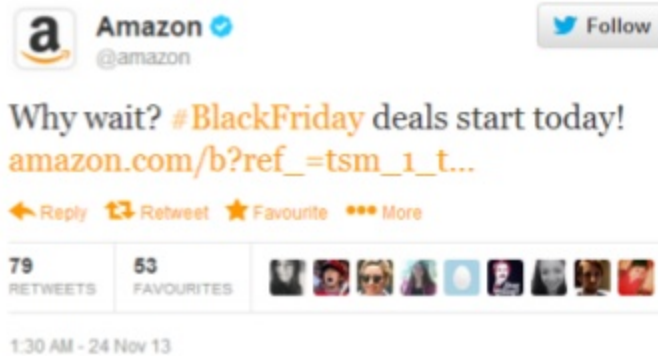 a Amazon
Follow
@amazon
Why wait? #BlackFriday deals start today!
amazon.com/b?ref_=tsm_1_t...
Reply Retweet Favourite More
79 53
RETWEETS FAVOURITES
1:30 AM - 24 Nov 13